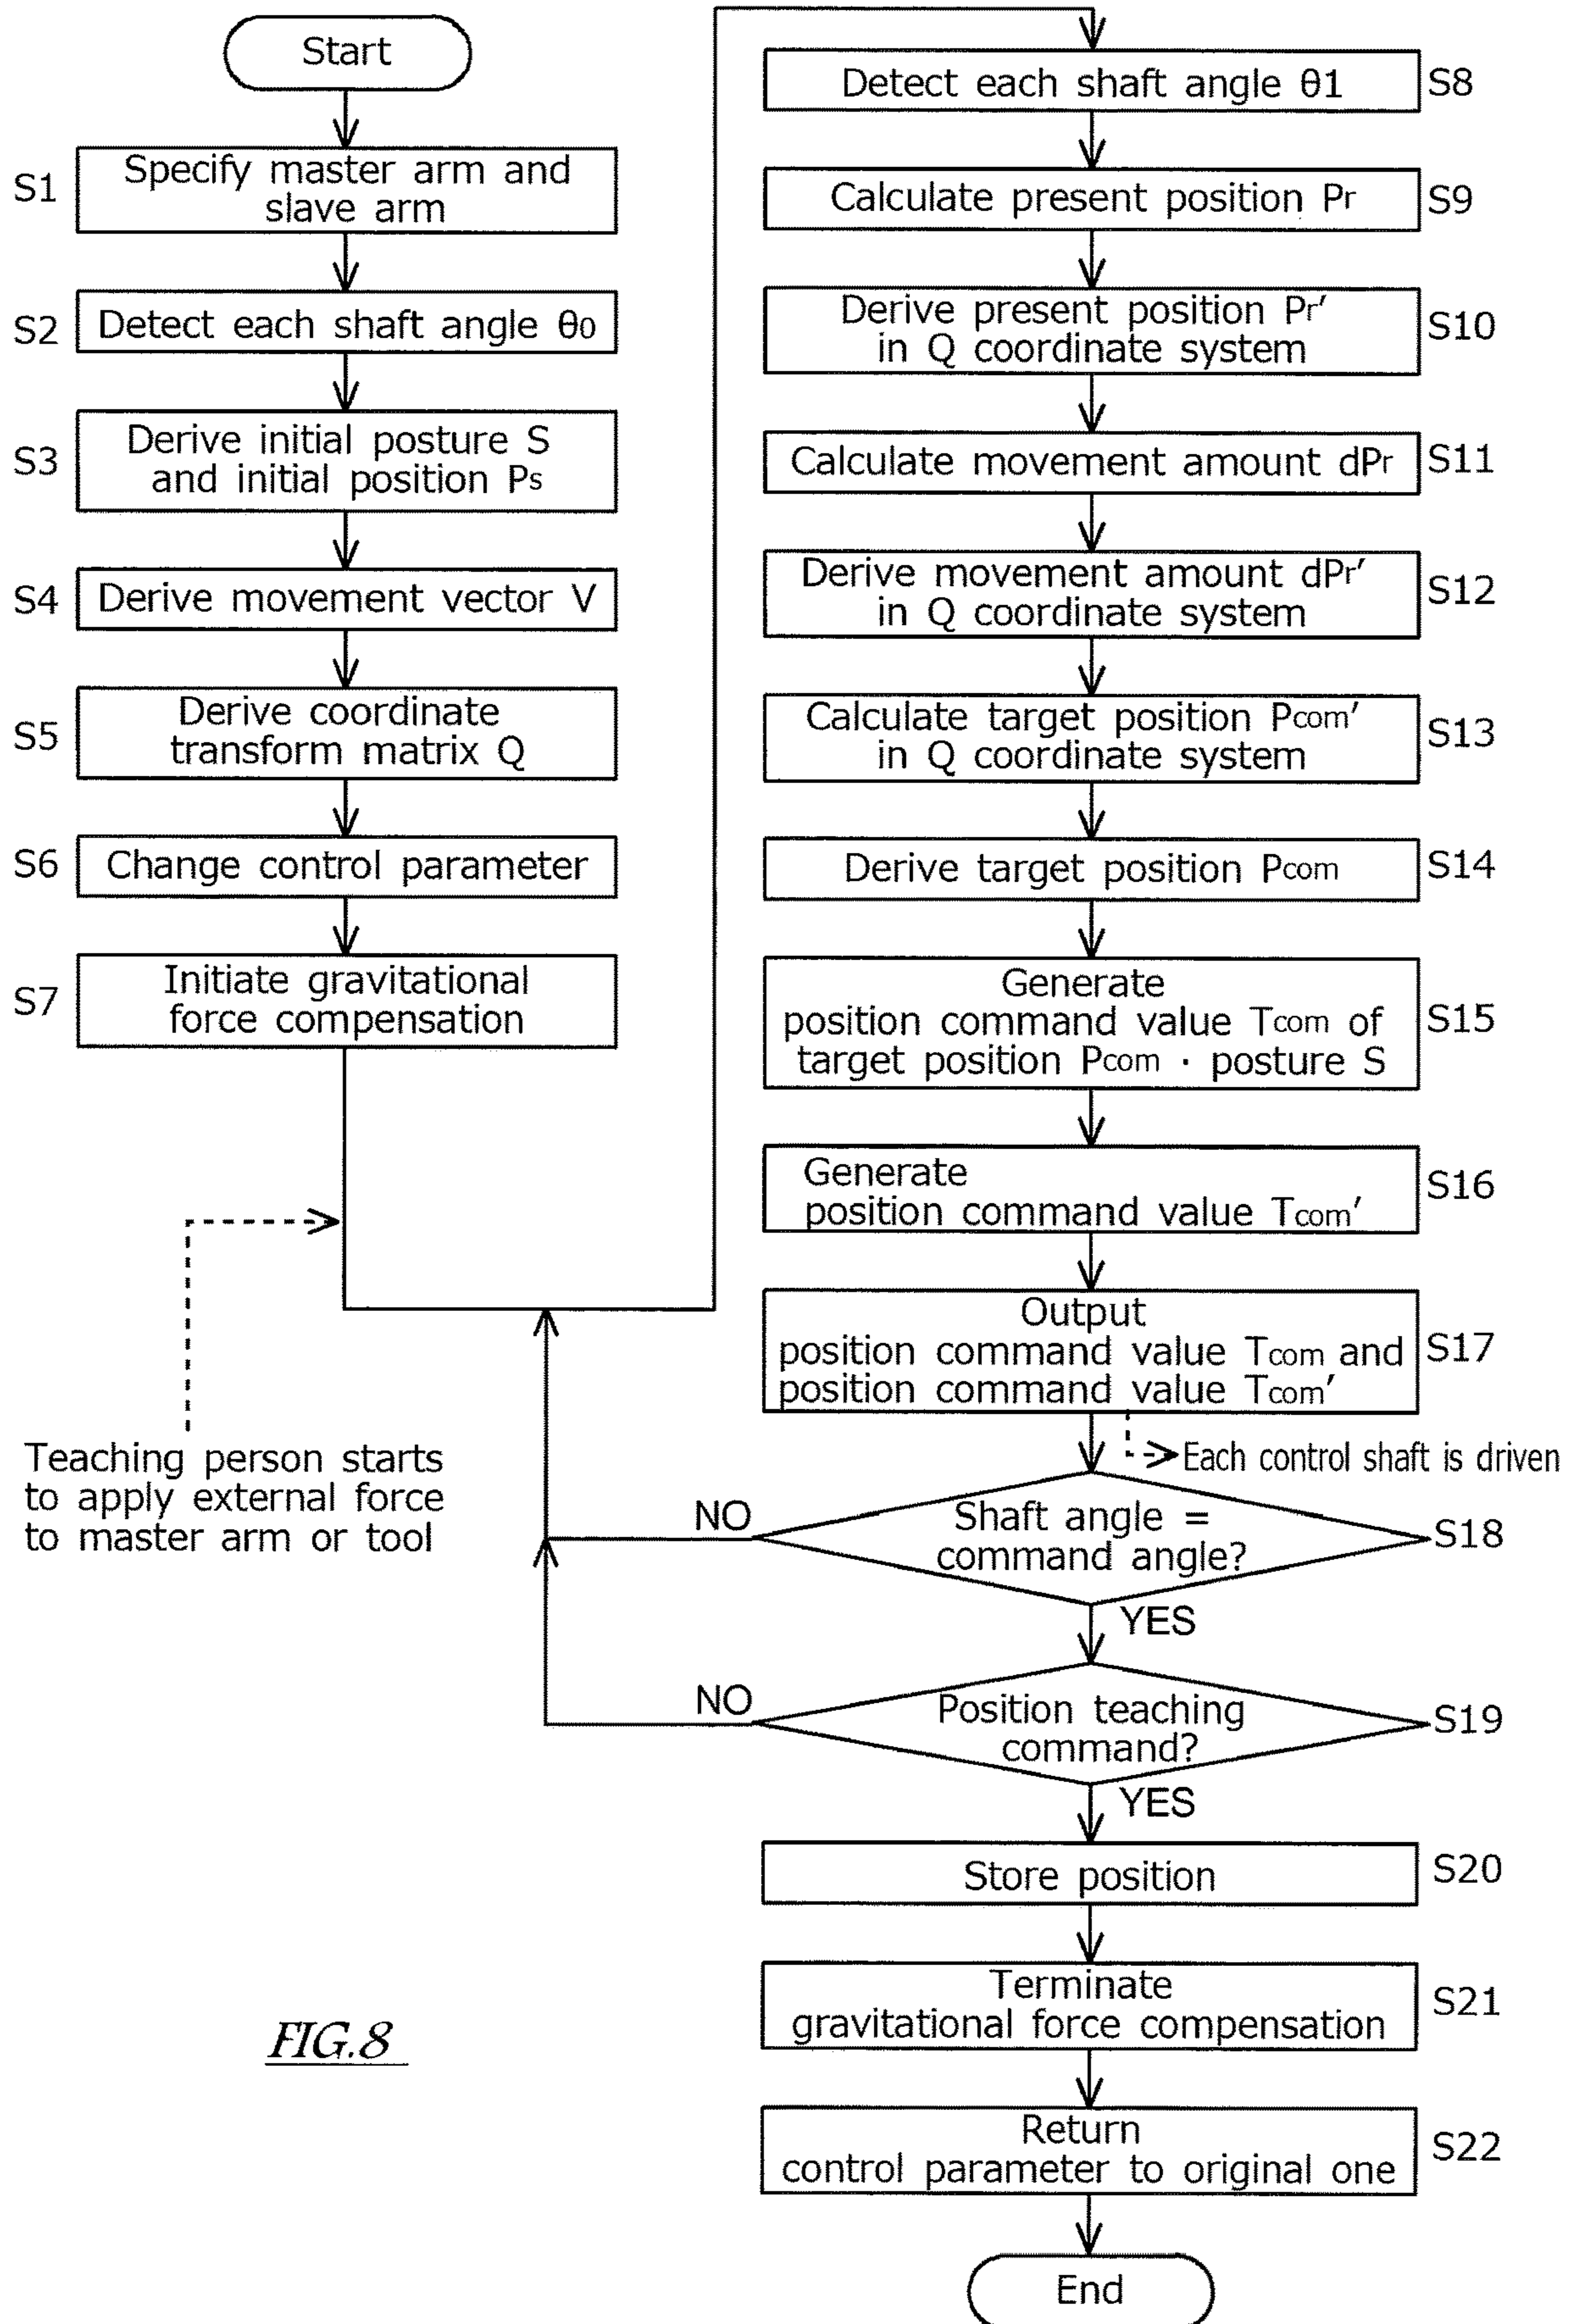 Start
S1
Specify master arm and
slave arm
S2
Detect each shaft angle θ0
S3
Derive initial posture S
and initial position Ps
S4
Derive movement vector V
S5
Derive coordinate
transform matrix Q
S6
Change control parameter
S7
Initiate gravitational
force compensation
Teaching person starts
to apply external force
to master arm or tool
Detect each shaft angle θ1
S8
Calculate present position Pr
S9
Derive present position Pr′
in Q coordinate system
S10
Calculate movement amount dPr
S11
Derive movement amount dPr′
in Q coordinate system
S12
Calculate target position Pcom′
in Q coordinate system
S13
Derive target position Pcom
S14
Generate
position command value Tcom of
target position Pcom · posture S
S15
Generate
position command value Tcom′
S16
Output
position command value Tcom and
position command value Tcom′
S17
Each control shaft is driven
NO
Shaft angle =
command angle?
S18
YES
NO
Position teaching
command?
S19
YES
Store position
S20
Terminate
gravitational force compensation
S21
Return
control parameter to original one
S22
End
FIG.8